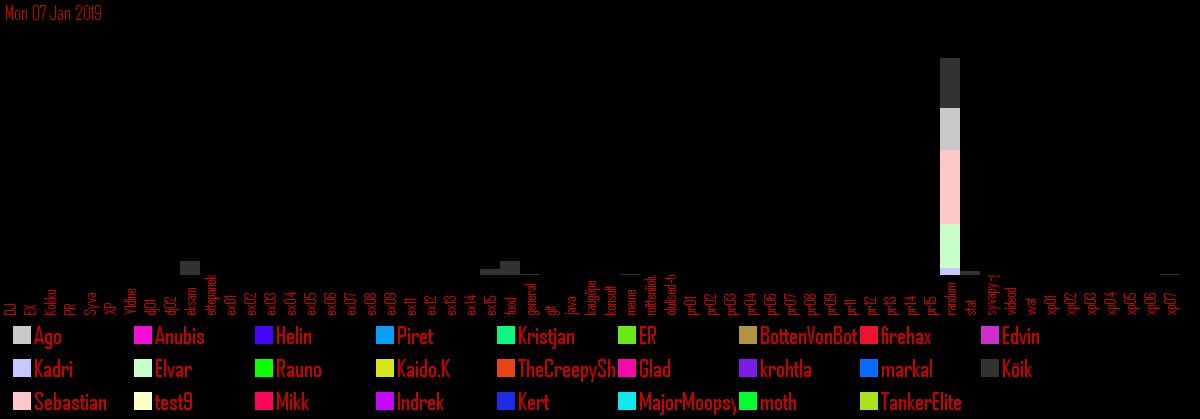 Mon 07 Jan 2019
DJ EX Kokku PR Syva XP Yldine dj01 dj02 eksam ettepanek ex01 ex02 ex03 ex04 ex05 ex06 ex07 ex08 ex09 ex11 ex12 ex13 ex14 ex15 food general git java kaugõpe konsult meme olulised-h pr01 pr02 pr03 pr04 pr06 pr07 pr08 pr09 pr11 pr12 pr13 pr14 pr15 random stat syvapy-t videod wat xp01 xp02 xp03 xp04 xp05 xp06 xp07
Ago Anubis Helin Piret Kristjan ER BottenVonBot firehax Edvin
Kadri Elvar Rauno Kaido.K TheCreepySh Glad krohtla markal Kõik
Sebastian test9 Mikk Indrek Kert MajorMoopsy moth TankerElite